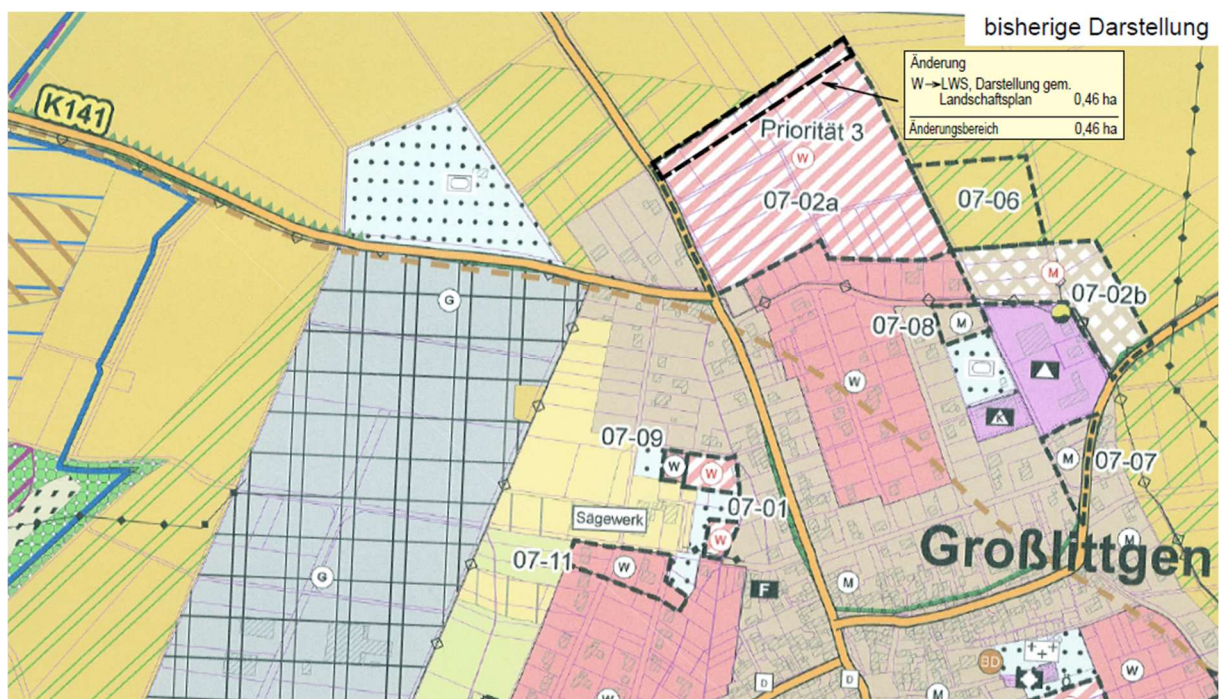 bisherige Darstellung
Änderung
W→LWS, Darstellung gem.
Landschaftsplan 0,46 ha
Änderungsbereich 0,46 ha
K141
Priorität 3
W
07-02a
07-06
M
07-02b
G
07-08
M
W
K
07-09
W
W
M
07-07
07-01
Sägewerk
W
Großlittgen
M
07-11
W
G
F
M
BD
W
D
D
M
W